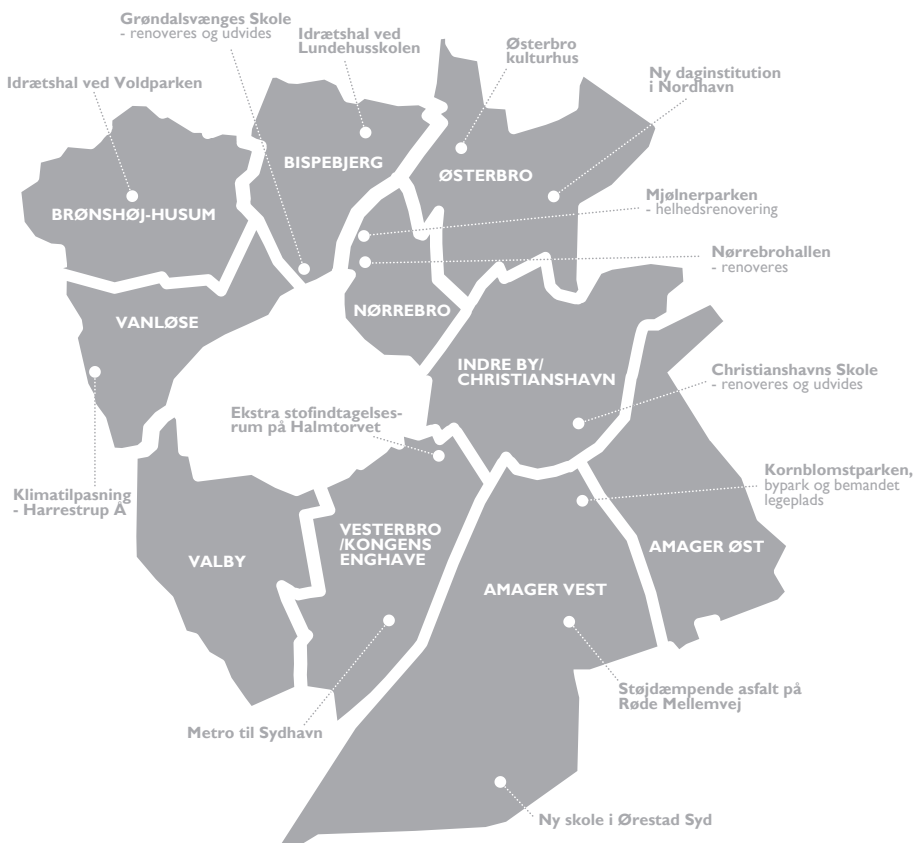 Grøndalsvænges Skole
- renoveres og udvides
Idrætshal ved
Lundehusskolen
Østerbro
kulturhus
Ny daginstitution
i Nordhavn
Idrætshal ved Voldparken
BISPEBJERG
ØSTERBRO
BRØNSHØJ-HUSUM
Mjølnerparken
- helhedsrenovering
Nørrebrohallen
- renoveres
NØRREBRO
VANLØSE
INDRE BY/
CHRISTIANSHAVN
Christianshavns Skole
- renoveres og udvides
Ekstra stofindtagelses-
rum på Halmtorvet
Kornblomstparken,
bypark og bemandet
legeplads
Klimatilpasning
- Harrestrup Å
VESTERBRO
/KONGENS
ENGHAVE
VALBY
AMAGER ØST
AMAGER VEST
Støjdæmpende asfalt på
Røde Mellemvej
Metro til Sydhavn
Ny skole i Ørestad Syd